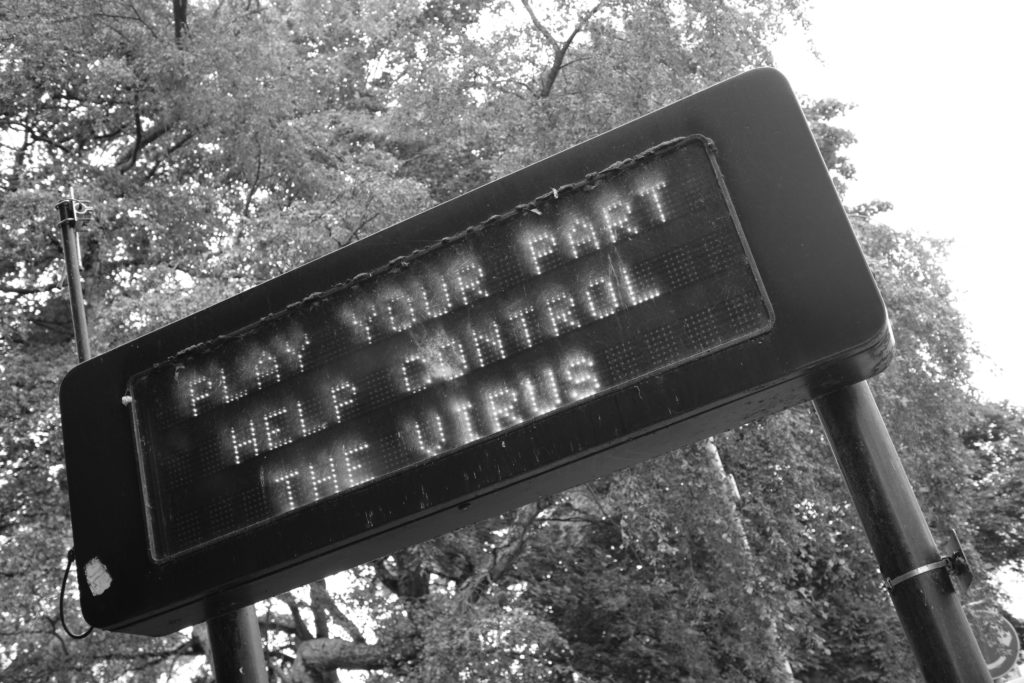 PLAY YOUR PART
HELP CONTROL
THE VIRUS